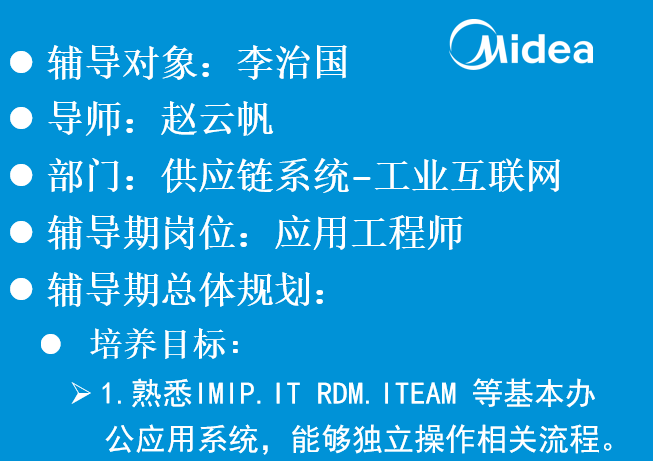 Midea
辅导对象：李治国
导师：赵云帆
部门：供应链系统-工业互联网
辅导期岗位：应用工程师
辅导期总体规划：
培养目标：
1.熟悉IMIP.IT RDM.ITEAM 等基本办
公应用系统，能够独立操作相关流程。